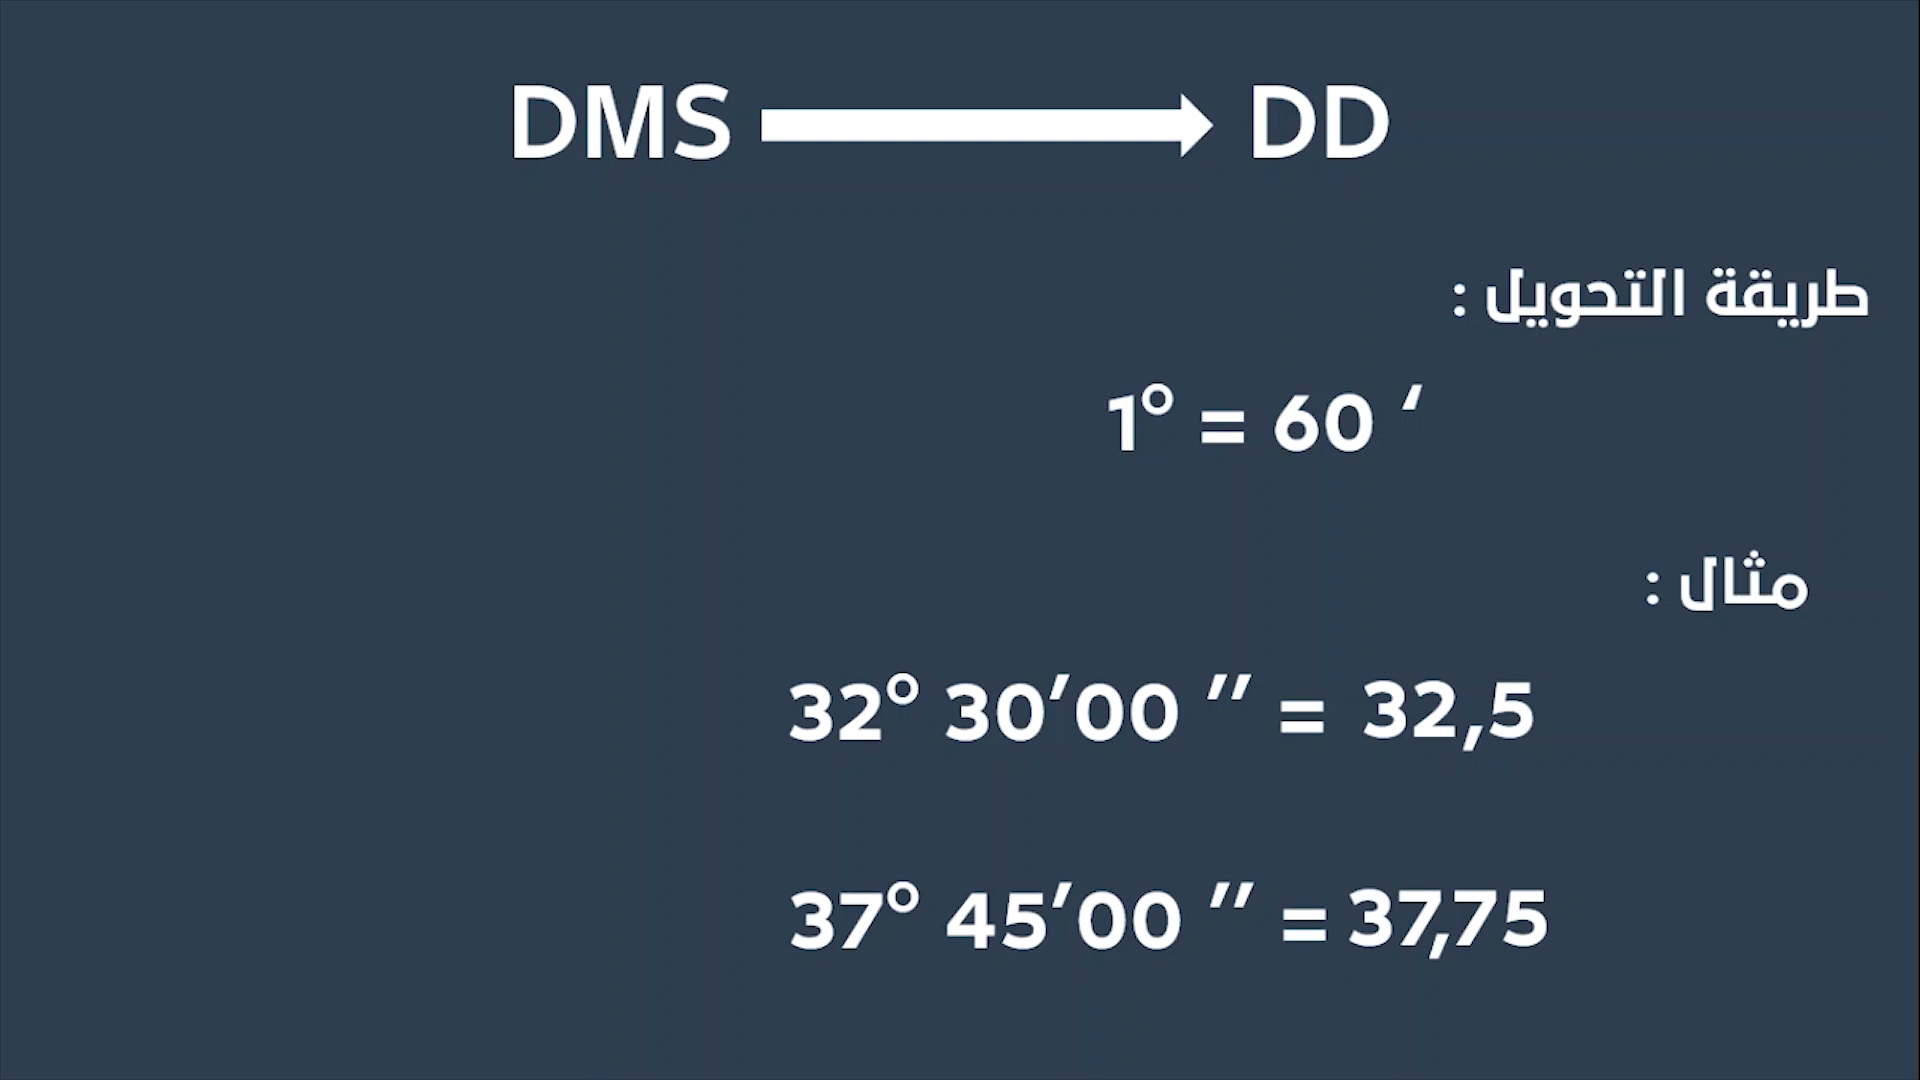 DMS DD
طريقة التحويل :
1° = 60 ‘
مثال :
32° 30’00 ’’ = 32,5
37° 45’00 ’’ = 37,75